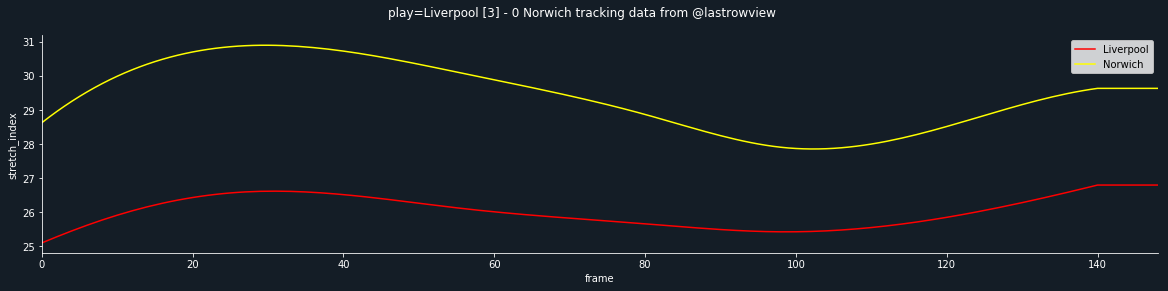 play=Liverpool [3] - 0 Norwich tracking data from @lastrowview
31
30
29
28
27
26
25
stretch_index
Liverpool
Norwich
0 20 40 60 80 100 120 140
frame